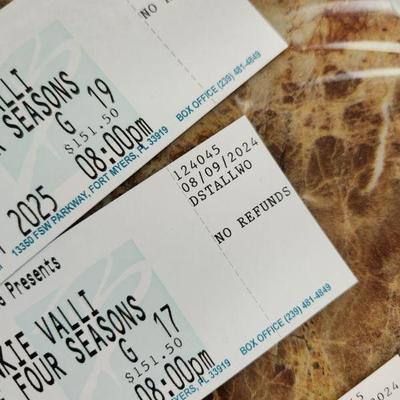 VALLI
SEASONS
G 19
$151.50
08:00pm
2025
13350 FSW PARKWAY, FORT MYERS, FL 33919
NO REFUNDS
BOX OFFICE (239) 481-4849
Presents
KIE VALLI
FOUR SEASONS
G 17
$151.50
08:00pm
MYERS, FL 33919
124045
08/09/2024
DSTALLWO
NO REFUNDS
BOX OFFICE (239) 481-4849